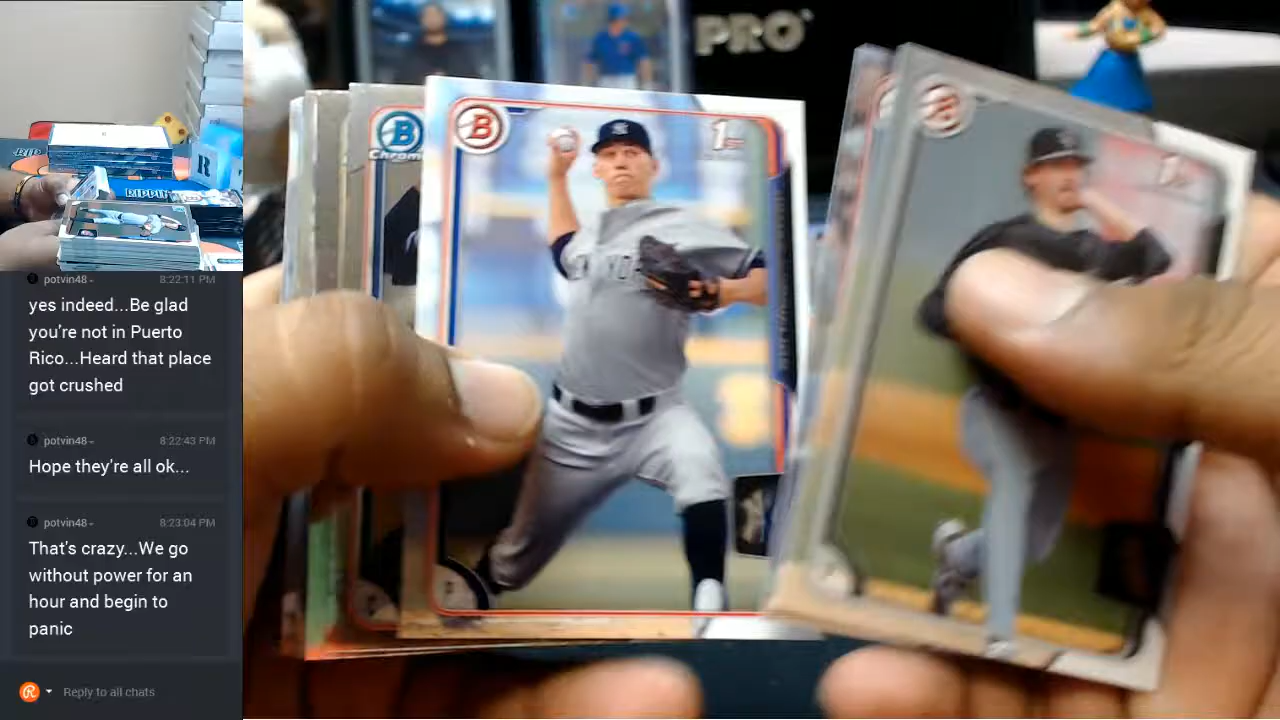 potvin48- 8:22:11 PM
yes indeed...Be glad
you're not in Puerto
Rico...Heard that place
got crushed
potvin48- 8:22:43 PM
Hope they're all ok...
potvin48- 8:23:04 PM
That's crazy...We go
without power for an
hour and begin to
panic
Reply to all chats
PRO
B
Chrome
B
1st
NEW YORK
B
1st
RIPPIN
R